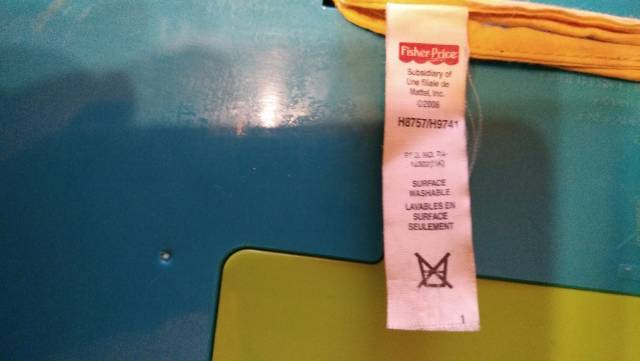 Fisher-Price
Subsidiary of
Une filiale de
Mattel, Inc.
©2006
H8757/H9741
SURFACE
WASHABLE
LAVABLES EN
SURFACE
SEULEMENT
1